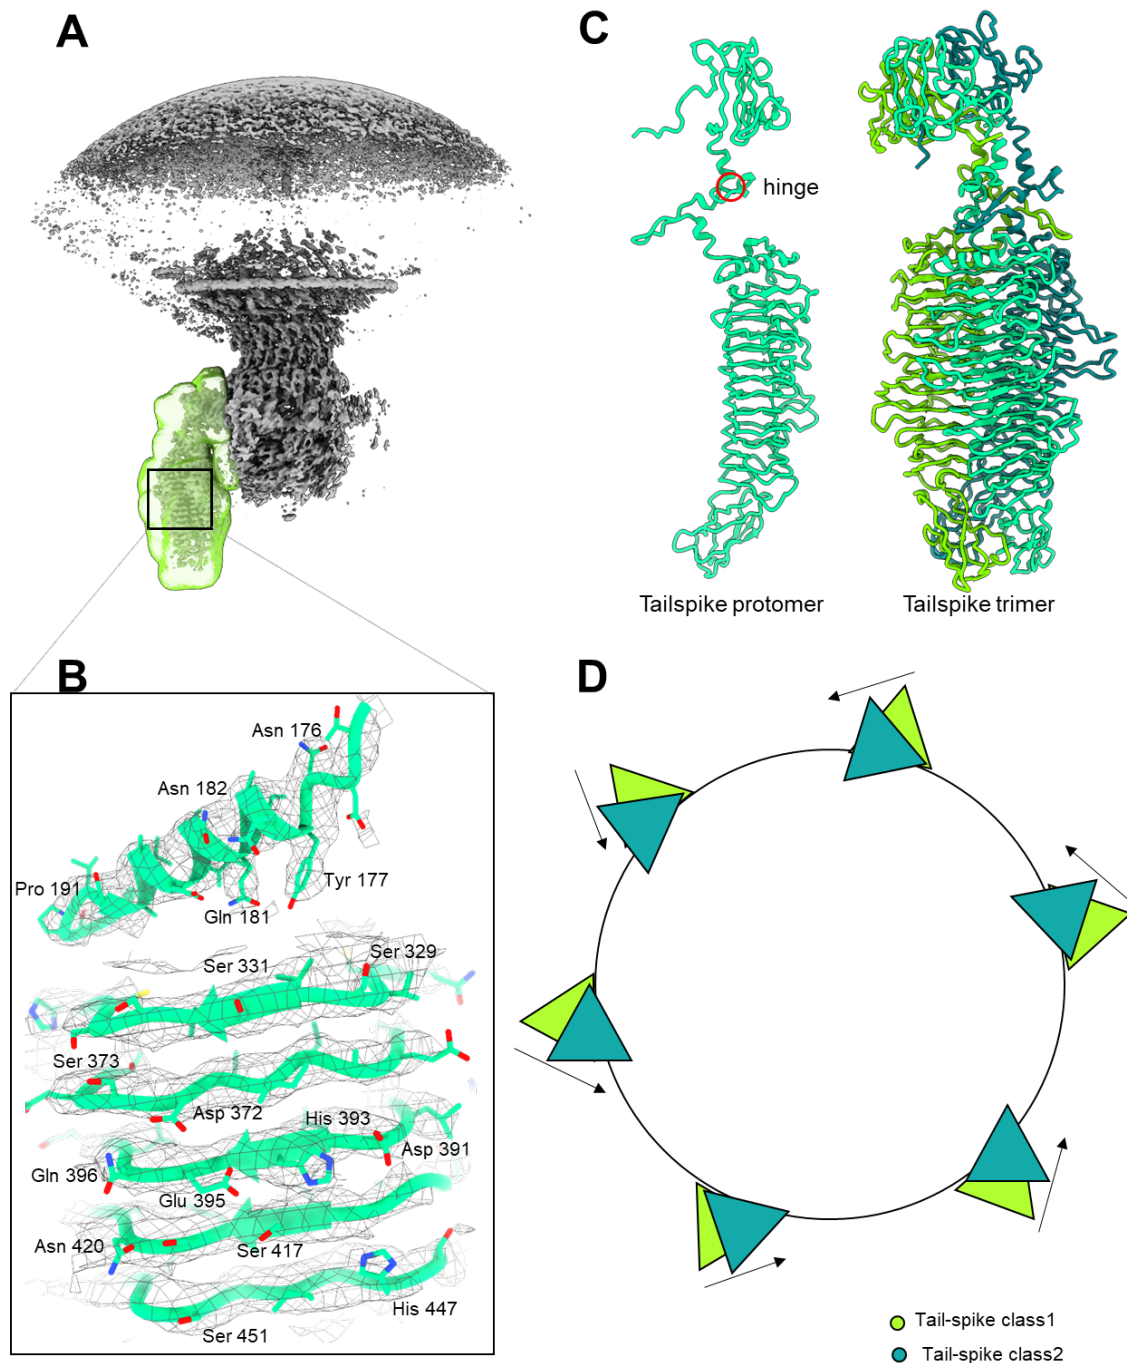 A
C
hinge
Tailspike protomer
Tailspike trimer
B
Asn 176
Asn 182
Pro 191
Tyr 177
Gln 181
Ser 329
Ser 331
Ser 373
Asp 372
His 393
Asp 391
Gln 396
Glu 395
Asn 420
Ser 417
His 447
Ser 451
D
Tail-spike class1
Tail-spike class2